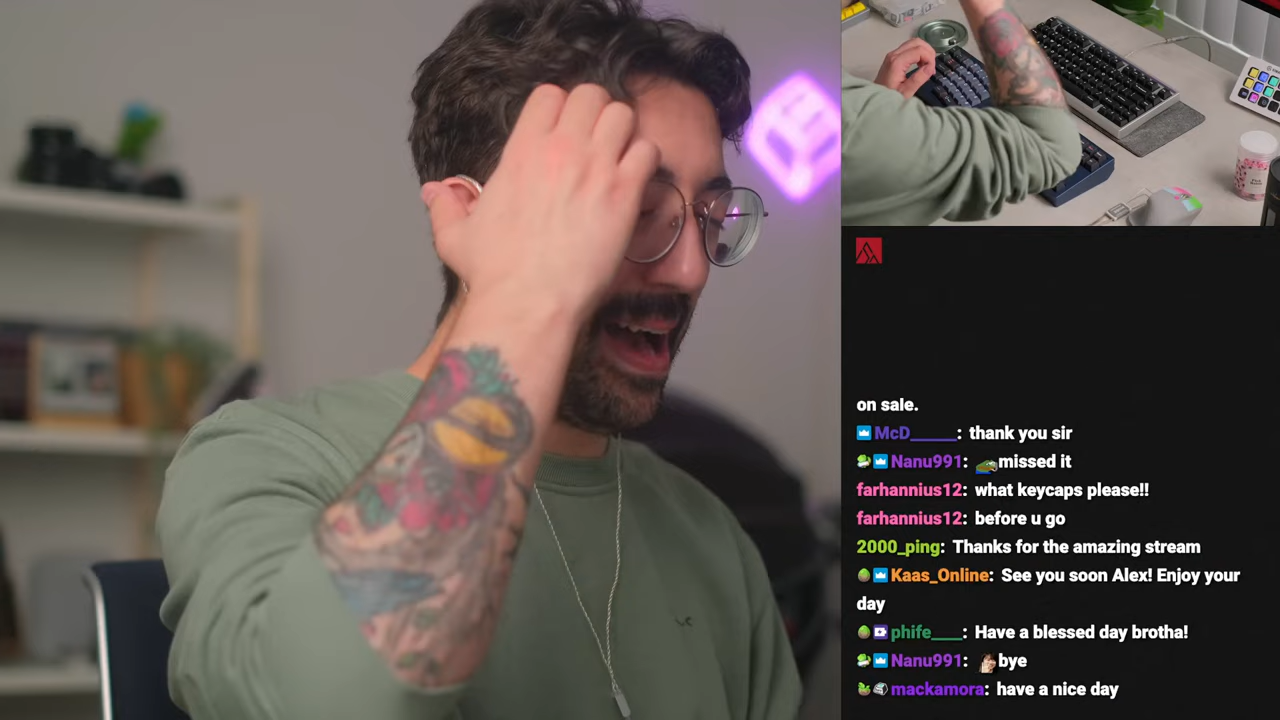 on sale.
McD_____: thank you sir
Nanu991: missed it
farhannius12: what keycaps please!!
farhannius12: before u go
2000_ping: Thanks for the amazing stream
Kaas_Online: See you soon Alex! Enjoy your
day
phife___: Have a blessed day brotha!
Nanu991: bye
mackamora: have a nice day